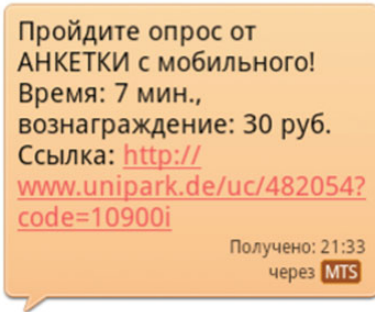 Пройдите опрос от
АНКЕТКИ с мобильного!
Время: 7 мин.,
вознаграждение: 30 руб.
Ссылка: http://
www.unipark.de/uc/482054?
code=10900i
Получено: 21:33
через MTS